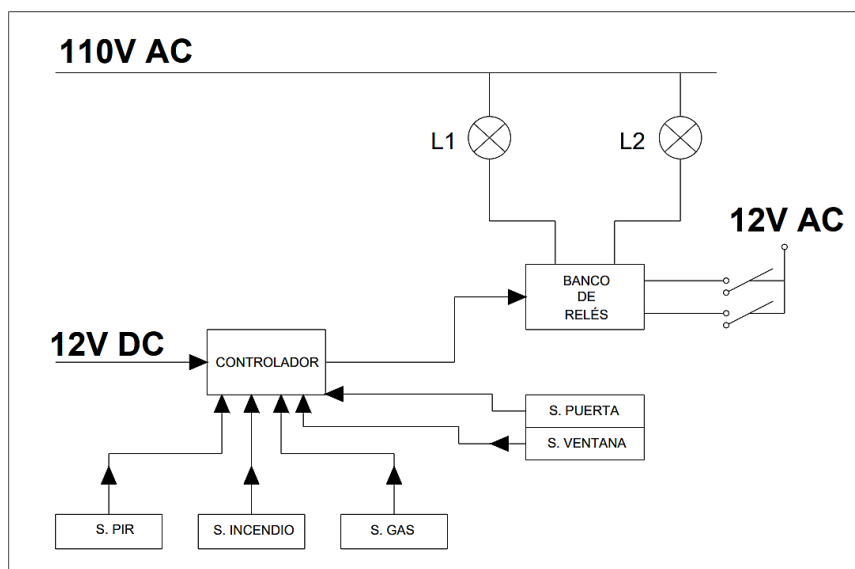 110V AC
L1
L2
12V AC
BANCO
DE
RELÉS
12V DC
CONTROLADOR
S. PUERTA
S. VENTANA
S. PIR
S. INCENDIO
S. GAS